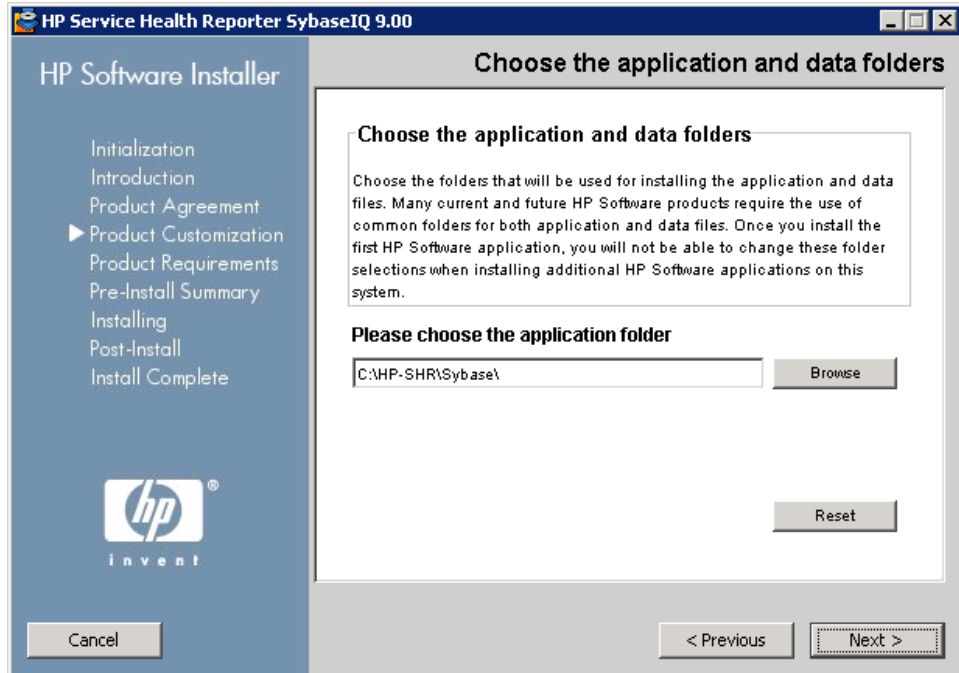 HP Service Health Reporter SybaseIQ 9.00
HP Software Installer
Initialization
Introduction
Product Agreement
Product Customization
Product Requirements
Pre-Install Summary
Installing
Post-Install
Install Complete
hp
®
invent
Choose the application and data folders
Choose the application and data folders
Choose the folders that will be used for installing the application and data
files. Many current and future HP Software products require the use of
common folders for both application and data files. Once you install the
first HP Software application, you will not be able to change these folder
selections when installing additional HP Software applications on this
system.
Please choose the application folder
C:\HP-SHR\Sybase\
Browse
Reset
Cancel
< Previous
Next >